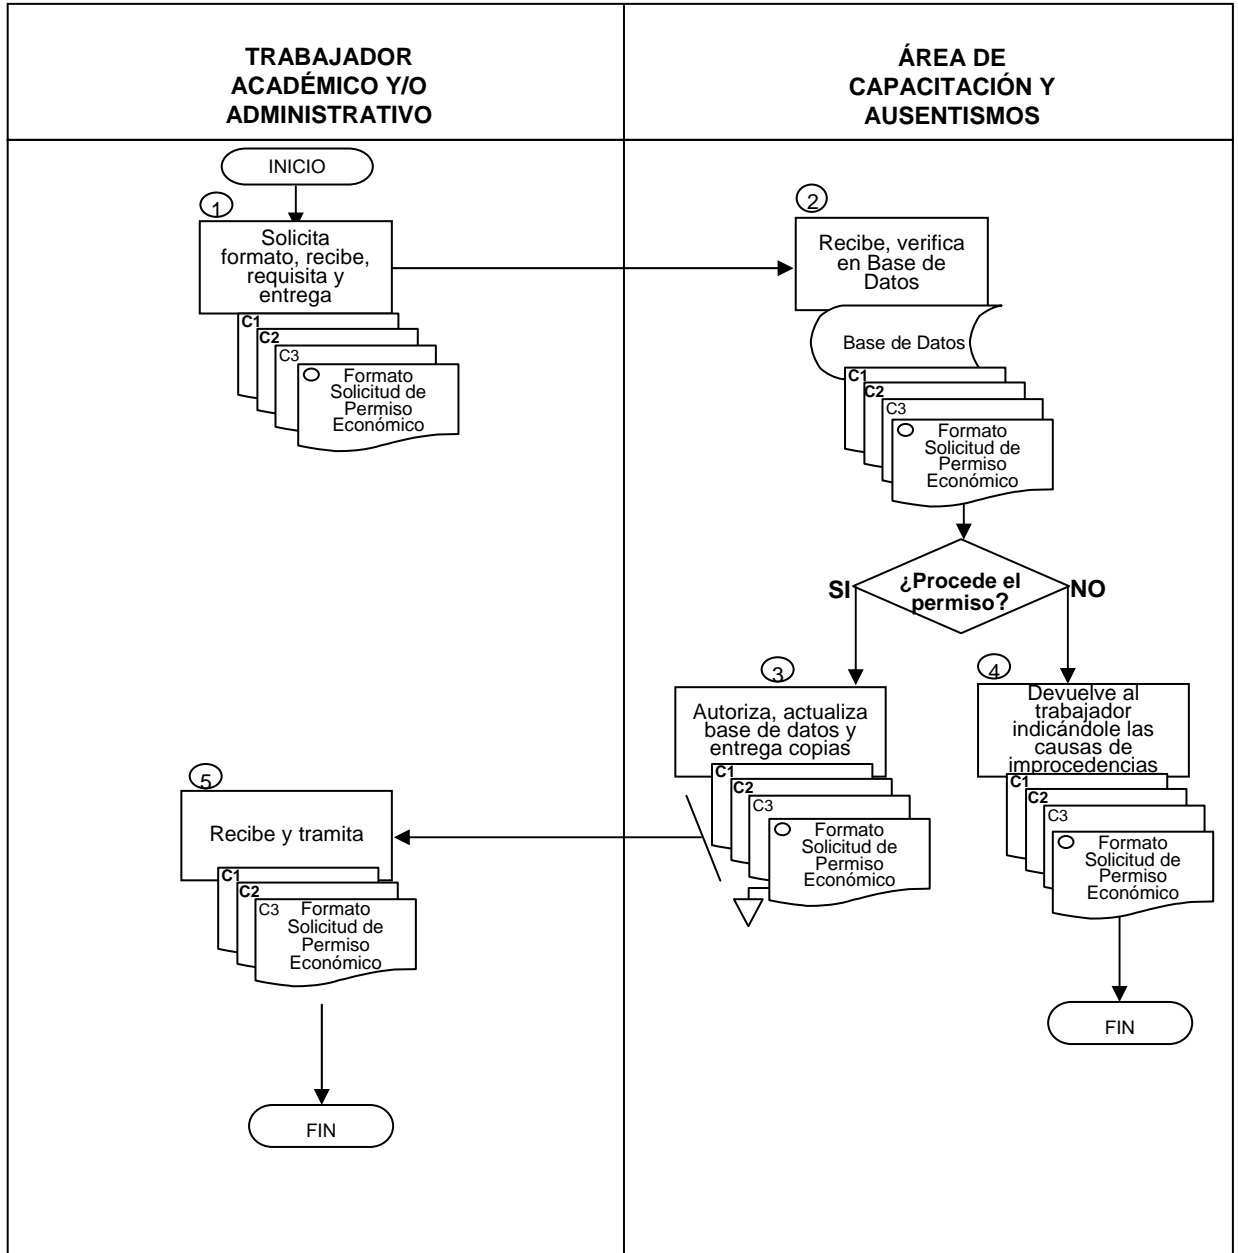 TRABAJADOR
ACADÉMICO Y/O
ADMINISTRATIVO
ÁREA DE
CAPACITACIÓN Y
AUSENTISMOS
INICIO
1
Solicita
formato, recibe,
requisita y
entrega
C1
C2
C3
Formato
Solicitud de
Permiso
Económico
2
Recibe, verifica
en Base de
Datos
Base de Datos
C1
C2
C3
Formato
Solicitud de
Permiso
Económico
¿Procede el
permiso?
SI
NO
3
Autoriza, actualiza
base de datos y
entrega copias
C1
C2
C3
Formato
Solicitud de
Permiso
Económico
4
Devuelve al
trabajador
indicándole las
causas de
improcedencias
C1
C2
C3
Formato
Solicitud de
Permiso
Económico
FIN
5
Recibe y tramita
C1
C2
C3 Formato
Solicitud de
Permiso
Económico
FIN